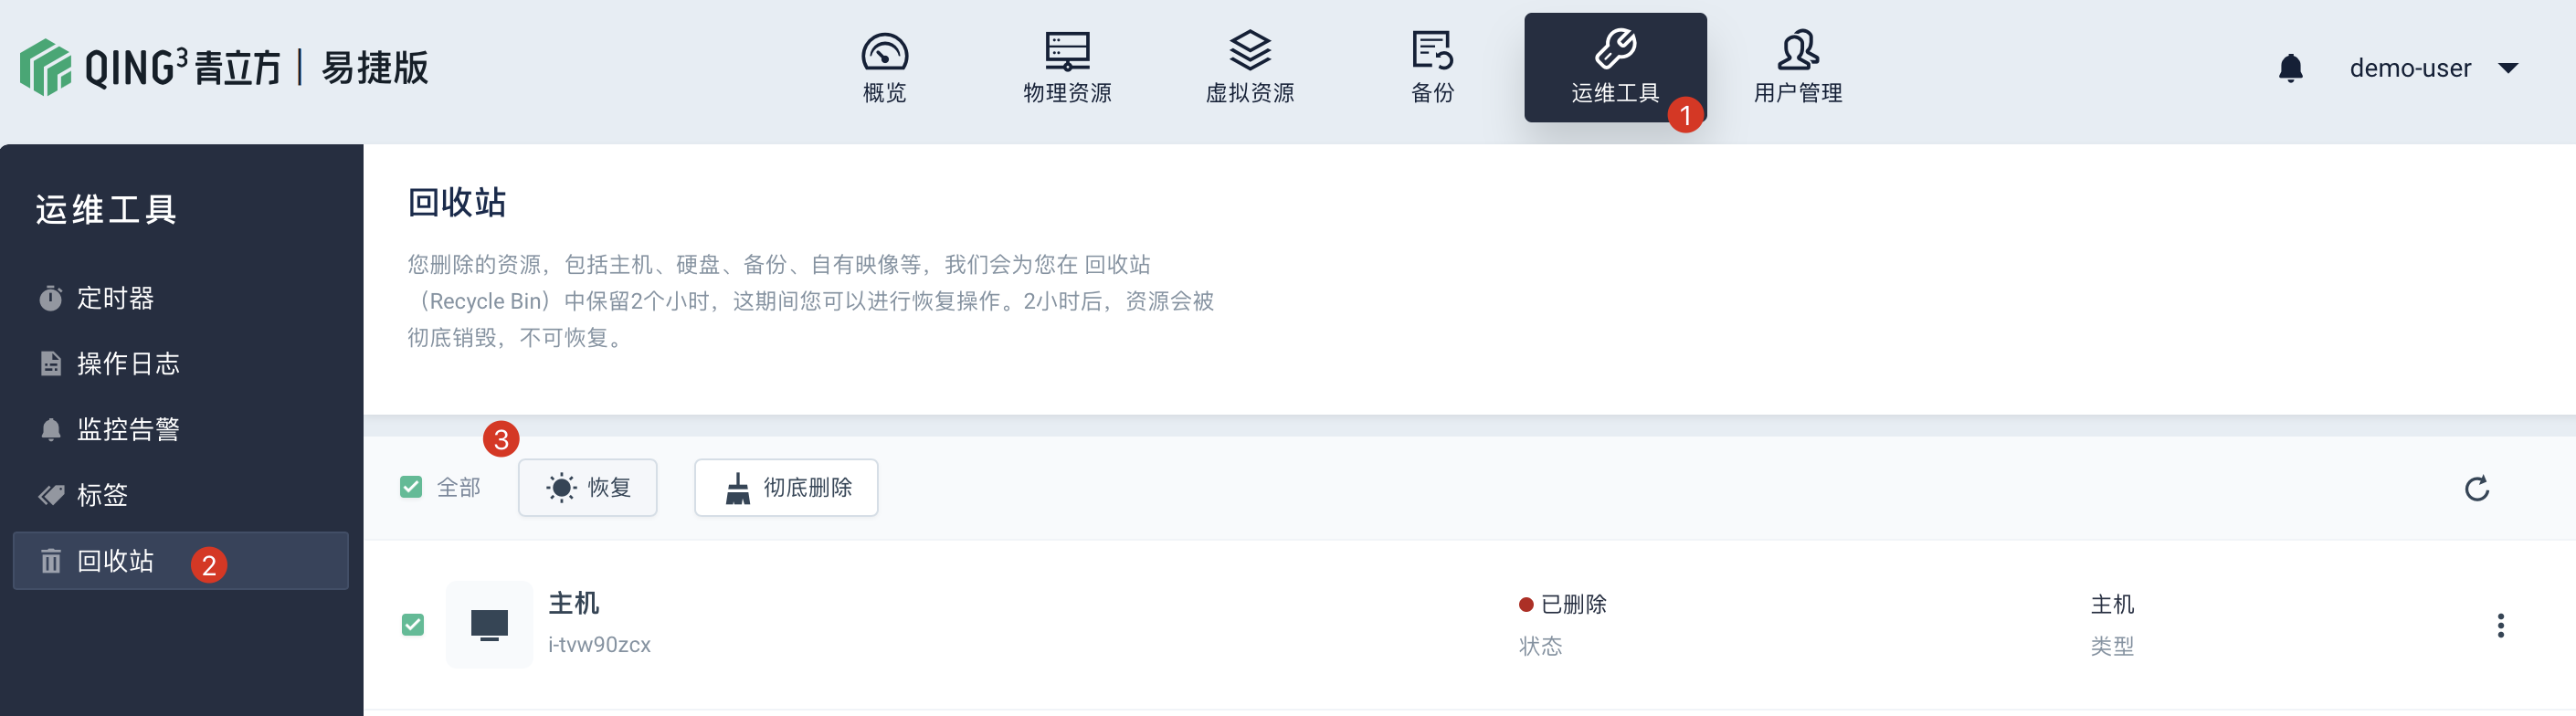 QING³青立方｜易捷版
概览
物理资源
虚拟资源
备份
运维工具
1
用户管理
demo-user
运维工具
定时器
操作日志
监控告警
标签
回收站
2
回收站
您删除的资源，包括主机、硬盘、备份、自有映像等，我们会为您在 回收站
（Recycle Bin）中保留2个小时，这期间您可以进行恢复操作。2小时后，资源会被
彻底销毁，不可恢复。
3
全部
恢复
彻底删除
主机
i-tvw90zcx
已删除
状态
主机
类型